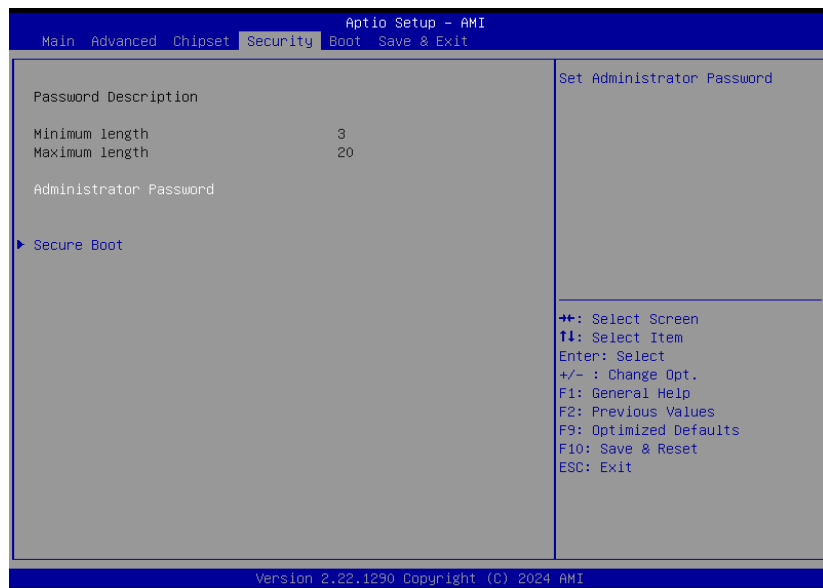 Aptio Setup – AMI
Main Advanced Chipset Security Boot Save & Exit
Password Description
Minimum length 3
Maximum length 20
Administrator Password
Secure Boot
Set Administrator Password
→←: Select Screen
↑↓: Select Item
Enter: Select
+/- : Change Opt.
F1: General Help
F2: Previous Values
F9: Optimized Defaults
F10: Save & Reset
ESC: Exit
Version 2.22.1290 Copyright (C) 2024 AMI